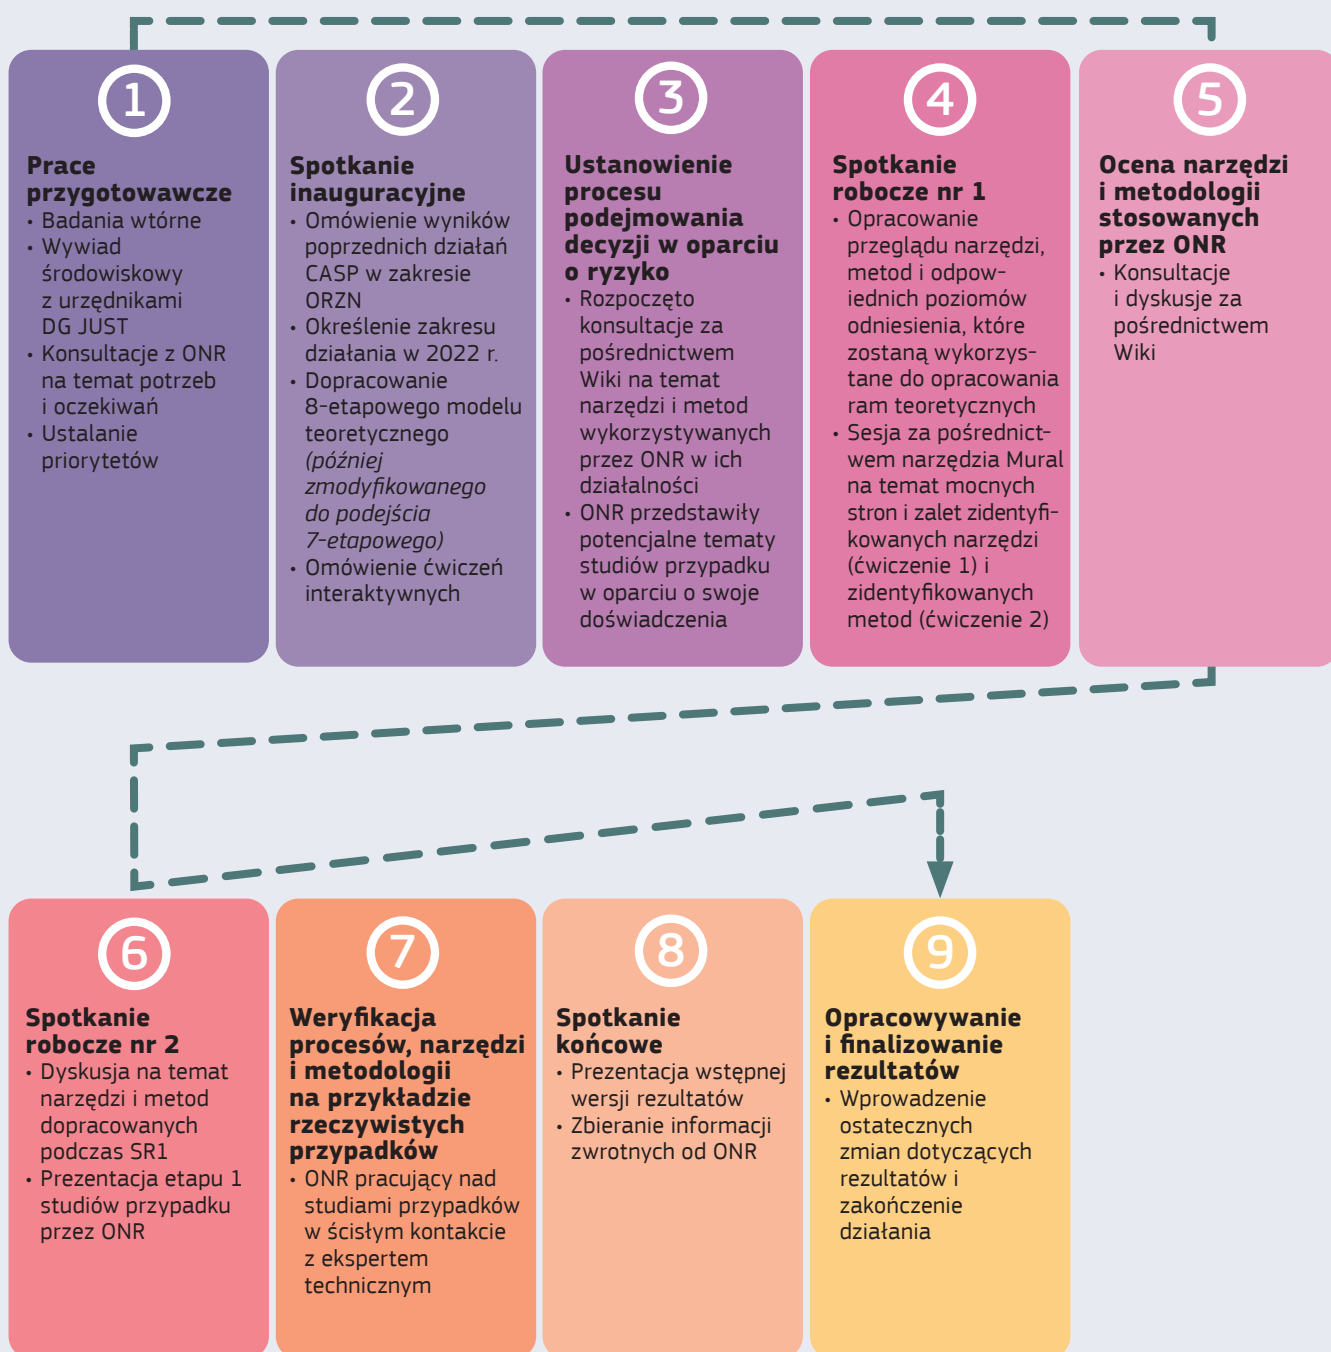 1
Prace
przygotowawcze
• Badania wtórne
• Wywiad
środowiskowy
z urzędnikami
DG JUST
• Konsultacje z ONR
na temat potrzeb
i oczekiwań
• Ustalanie
priorytetów
2
Spotkanie
inauguracyjne
• Omówienie wyników
poprzednich działań
CASP w zakresie
ORZN
• Określenie zakresu
działania w 2022 r.
• Dopracowanie
8-etapowego modelu
teoretycznego
(później
zmodyfikowanego
do podejścia
7-etapowego)
• Omówienie ćwiczeń
interaktywnych
3
Ustanowienie
procesu
podejmowania
decyzji w oparciu
o ryzyko
• Rozpoczęto
konsultacje za
pośrednictwem
Wiki na temat
narzędzi i metod
wykorzystywanych
przez ONR w ich
działalności
• ONR przedstawiły
potencjalne tematy
studiów przypadku
w oparciu o swoje
doświadczenia
4
Spotkanie
robocze nr 1
• Opracowanie
przeglądu narzędzi,
metod i odpow-
iednich poziomów
odniesienia, które
zostaną wykorzys-
tane do opracowania
ram teoretycznych
• Sesja za pośrednict-
wem narzędzia Mural
na temat mocnych
stron i zalet zidentyfi-
kowanych narzędzi
(ćwiczenie 1) i
zidentyfikowanych
metod (ćwiczenie 2)
5
Ocena narzędzi
i metodologii
stosowanych
przez ONR
• Konsultacje
i dyskusje za
pośrednictwem
Wiki
6
Spotkanie
robocze nr 2
• Dyskusja na temat
narzędzi i metod
dopracowanych
podczas SR1
• Prezentacja etapu 1
studiów przypadku
przez ONR
7
Weryfikacja
procesów, narzędzi
i metodologii
na przykładzie
rzeczywistych
przypadków
• ONR pracujący nad
studiami przypadków
w ścisłym kontakcie
z ekspertem
technicznym
8
Spotkanie
końcowe
• Prezentacja wstępnej
wersji rezultatów
• Zbieranie informacji
zwrotnych od ONR
9
Opracowywanie
i finalizowanie
rezultatów
• Wprowadzenie
ostatecznych
zmian dotyczących
rezultatów i
zakończenie
działania